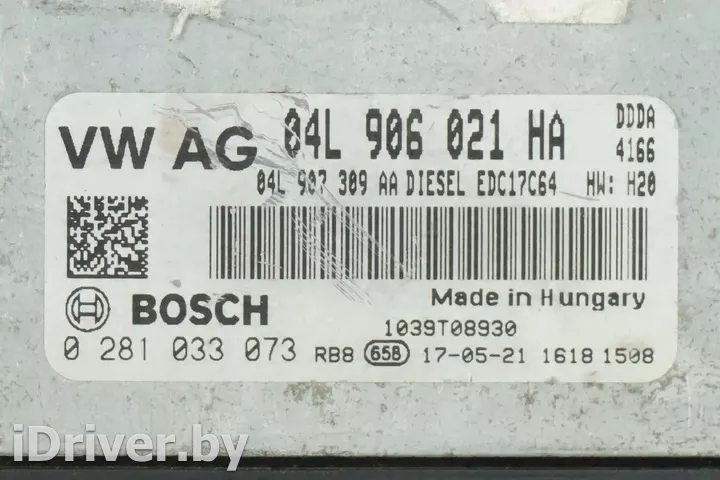 VW AG 04L 906 021 HA DDDA
4166
04L 907 309 AA DIESEL EDC17C64 HW: H20
BOSCH Made in Hungary
1039T08930
0 281 033 073 RB8 65B 17-05-21 1618 1508
iDriver.by